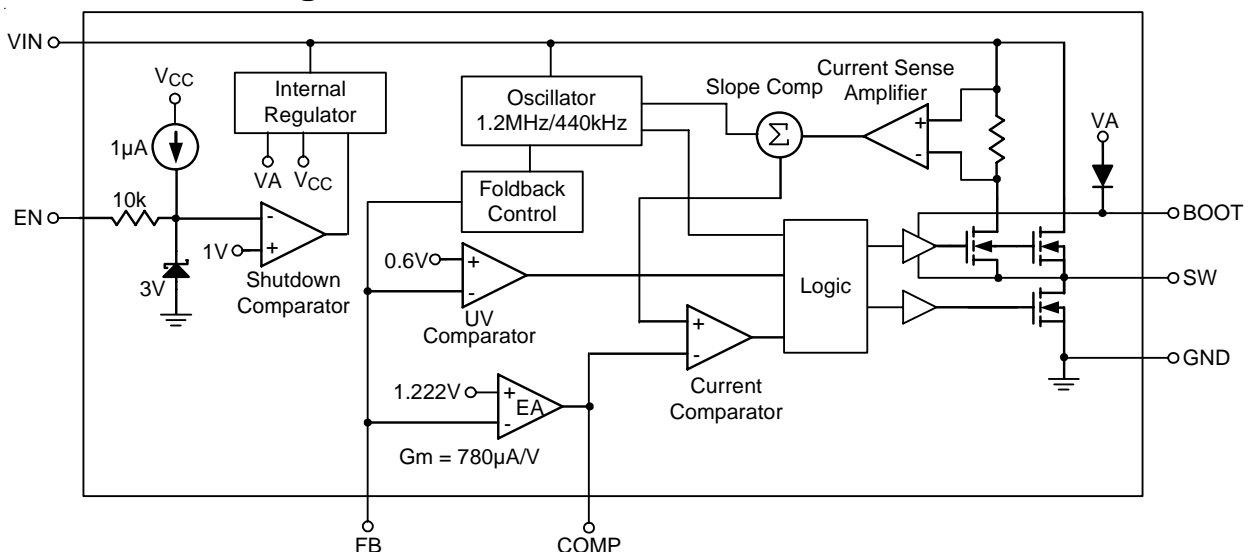 VIN
VCC
1µA
10k
EN
1V
3V
Internal
Regulator
VA
VCC
-
+
Shutdown
Comparator
Oscillator
1.2MHz/440kHz
Foldback
Control
0.6V
+
-
UV
Comparator
1.222V
+
-
EA
Gm = 780µA/V
FB
COMP
Slope Comp
Σ
Current Sense
Amplifier
+
-
+
-
Current
Comparator
Logic
VA
BOOT
SW
GND